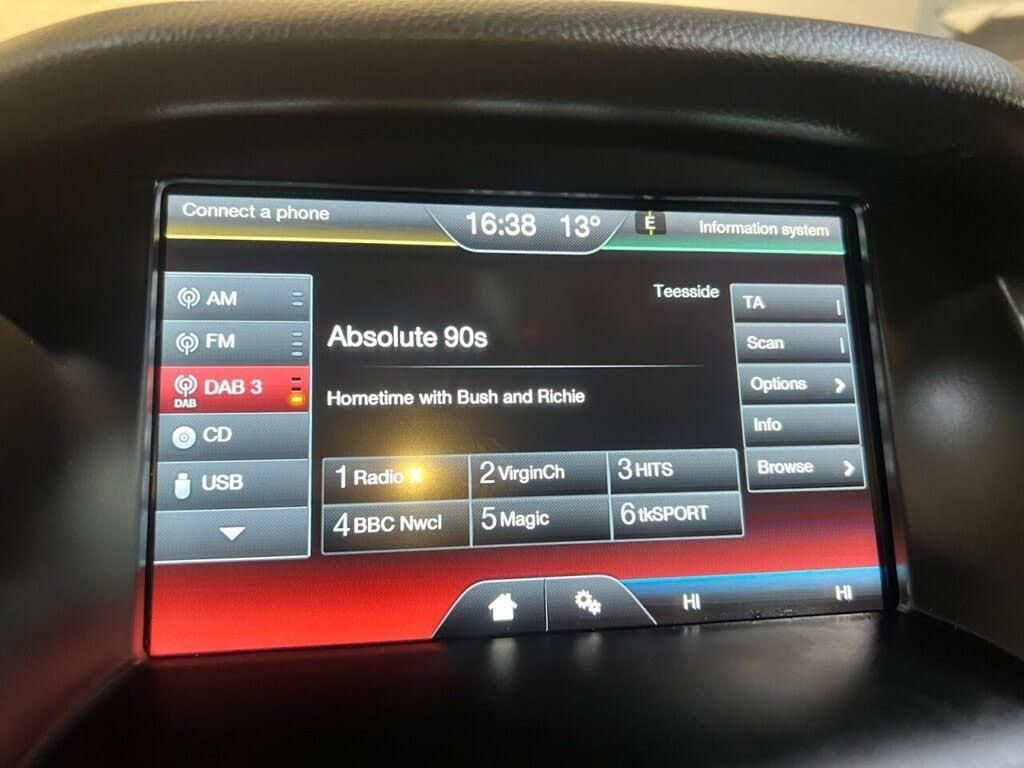 Connect a phone
16:38 13°
E
Information system
AM
FM
DAB DAB 3
CD
USB
Teesside
Absolute 90s
Hometime with Bush and Richie
1 Radio X
2 VirginCh
3 HITS
4 BBC Nwcl
5 Magic
6 tkSPORT
TA
Scan
Options
Info
Browse
HI
HI